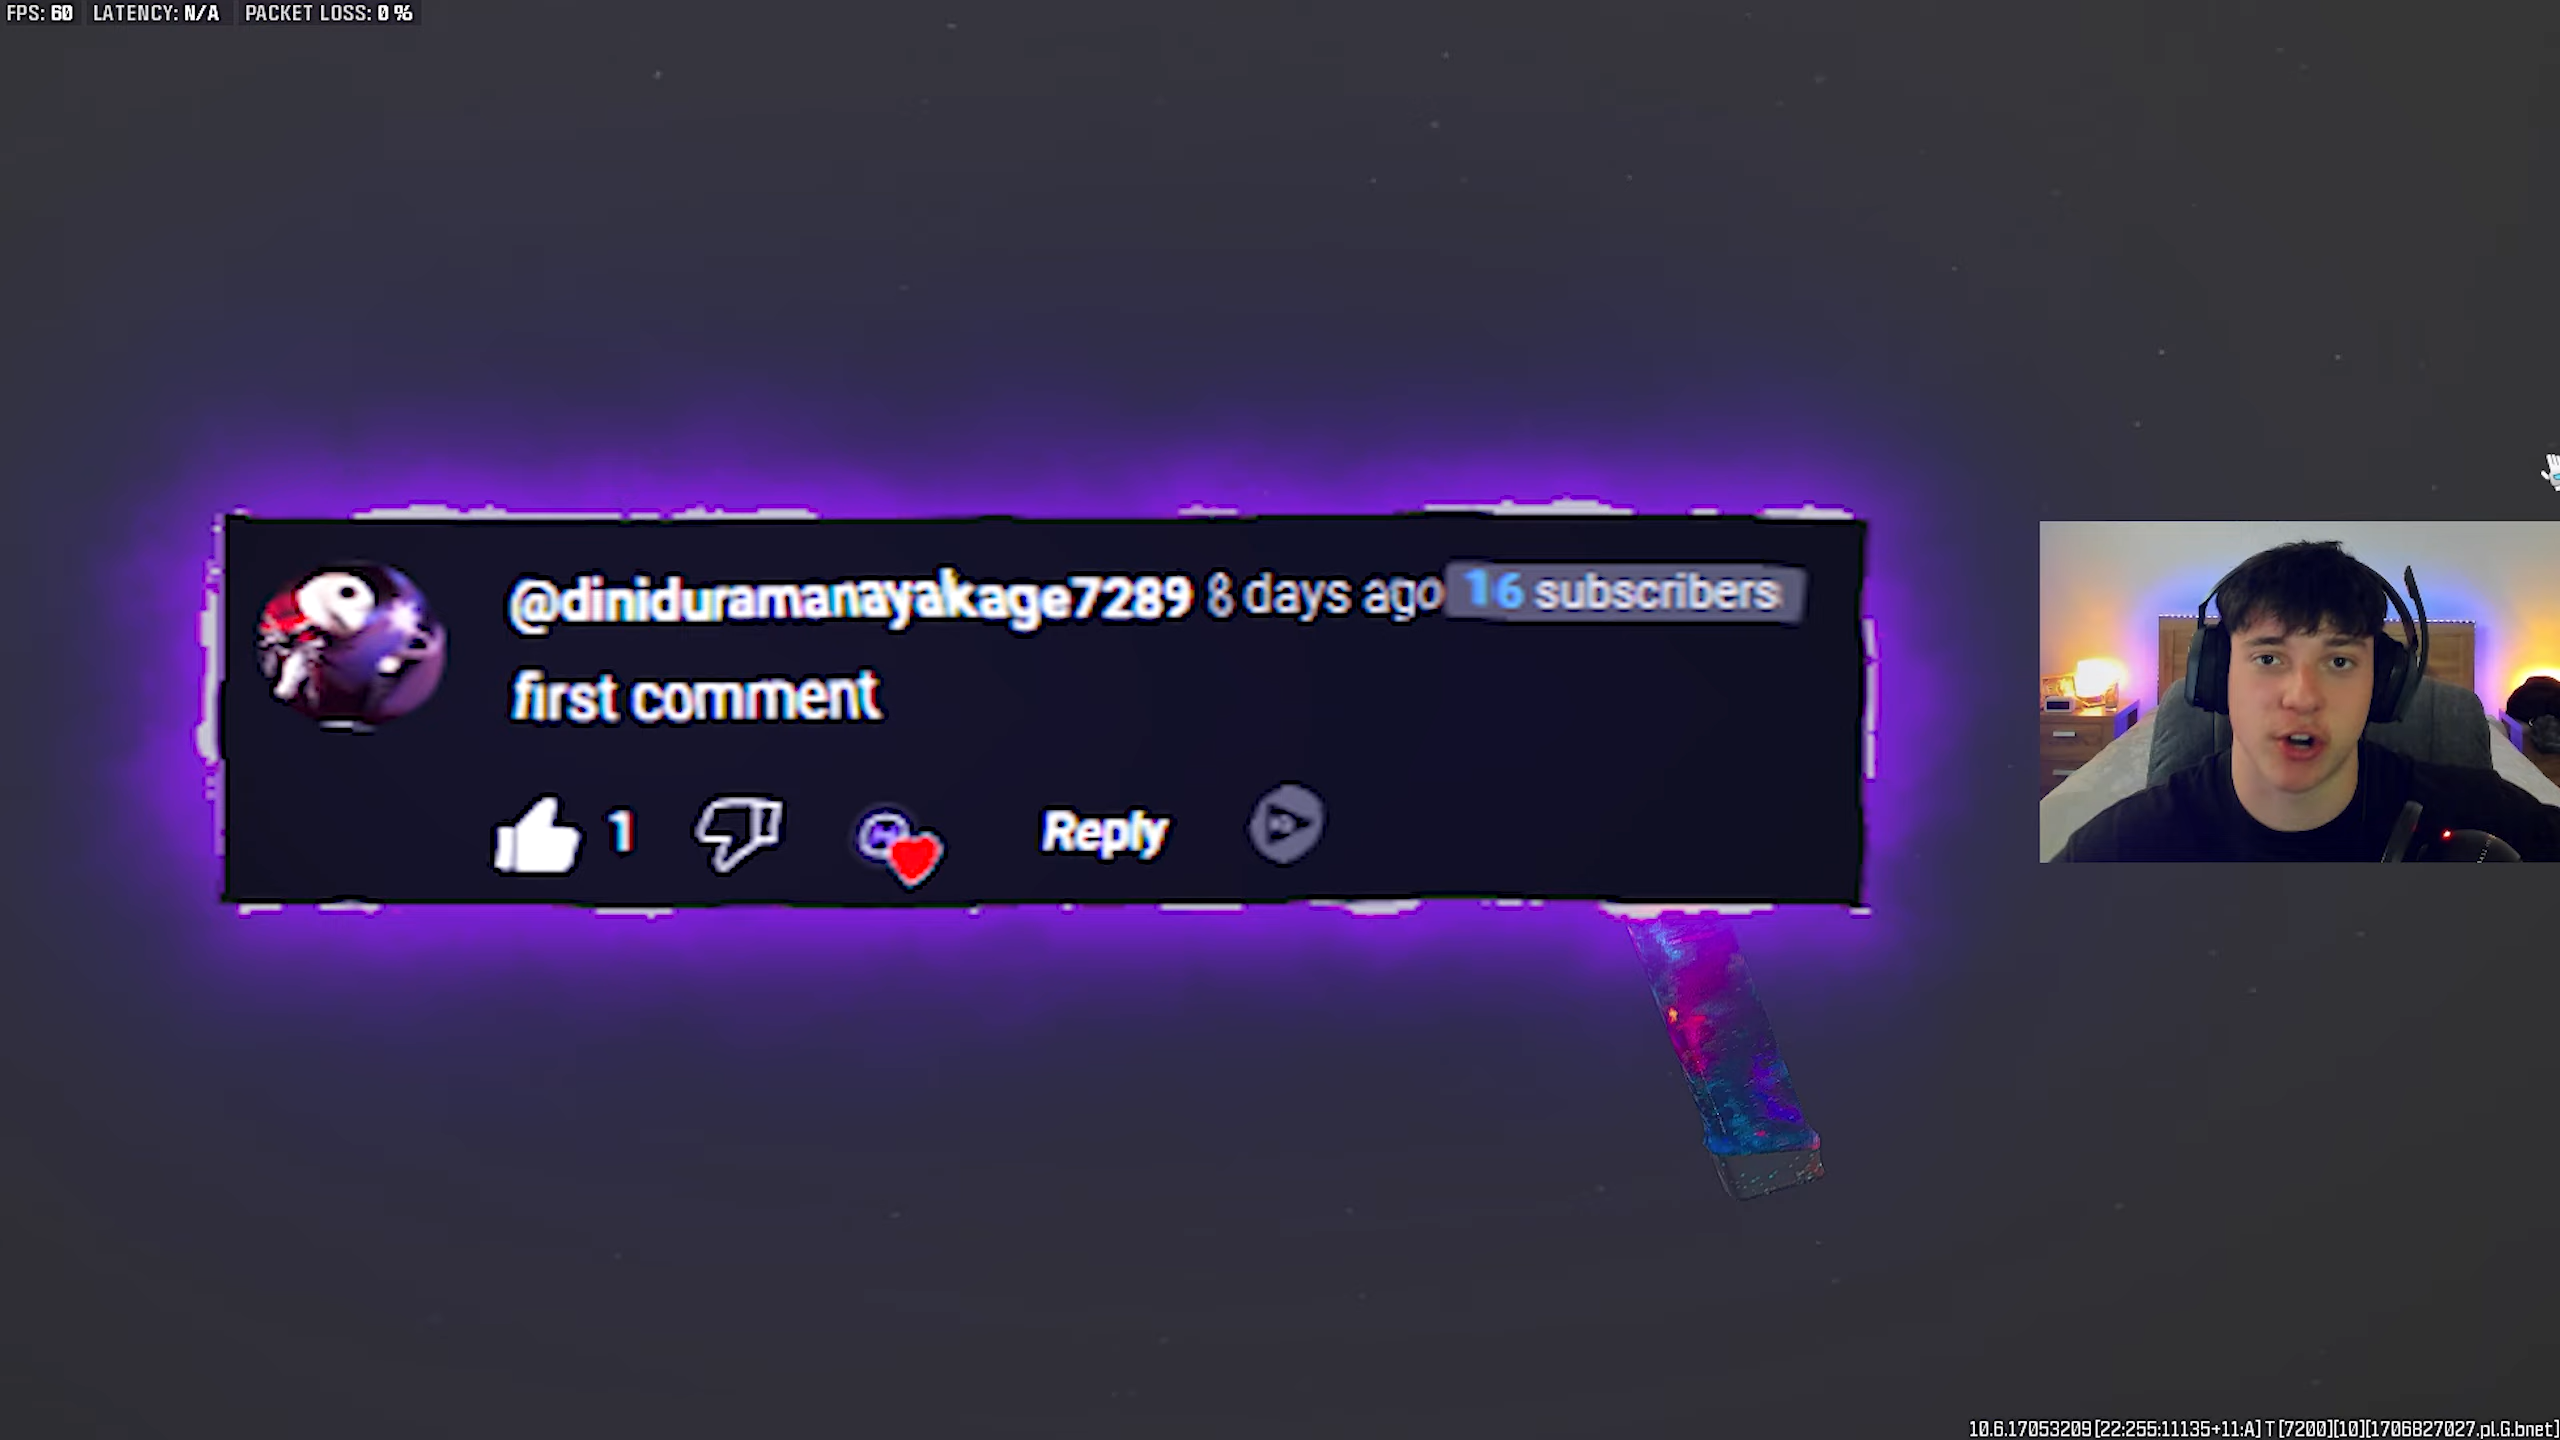 FPS: 60 LATENCY: N/A PACKET LOSS: 0 %
@diniduramanayakage7289 8 days ago 16 subscribers
first comment
1 Reply
10.6.17053209 [22:255:11135+11:A] T [7200][10][1706827027.pl.G.bnet]